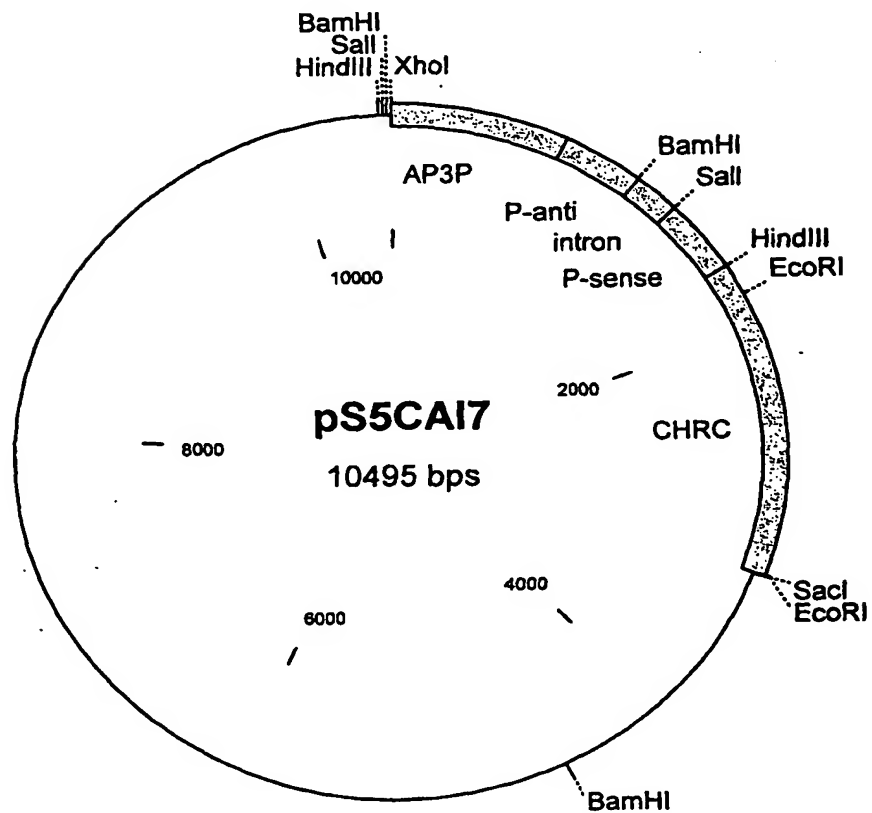 BamHI
SalI
HindIII
XhoI
BamHI
SalI
HindIII
EcoRI
AP3P
P-anti
intron
P-sense
10000
2000
pS5CAI7
10495 bps
CHRC
8000
4000
6000
SacI
EcoRI
BamHI